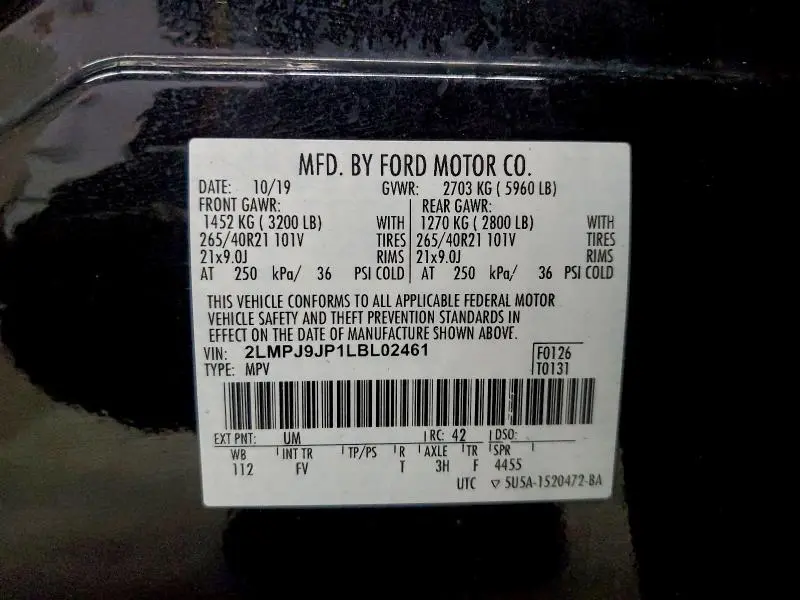 MFD. BY FORD MOTOR CO.
DATE: 10/19 GVWR: 2703 KG ( 5960 LB)
FRONT GAWR: REAR GAWR:
1452 KG ( 3200 LB) WITH 1270 KG ( 2800 LB) WITH
265/40R21 101V TIRES 265/40R21 101V TIRES
21x9.0J RIMS 21x9.0J RIMS
AT 250 kPa/ 36 PSI COLD AT 250 kPa/ 36 PSI COLD
THIS VEHICLE CONFORMS TO ALL APPLICABLE FEDERAL MOTOR
VEHICLE SAFETY AND THEFT PREVENTION STANDARDS IN
EFFECT ON THE DATE OF MANUFACTURE SHOWN ABOVE.
VIN: 2LMPJ9JP1LBL02461 F0126
TYPE: MPV T0131
EXT PNT: UM RC: 42 DSO:
WB INT TR TP/PS R AXLE TR SPR
112 FV T 3H F 4455
UTC ▽ 5U5A-1520472-BA